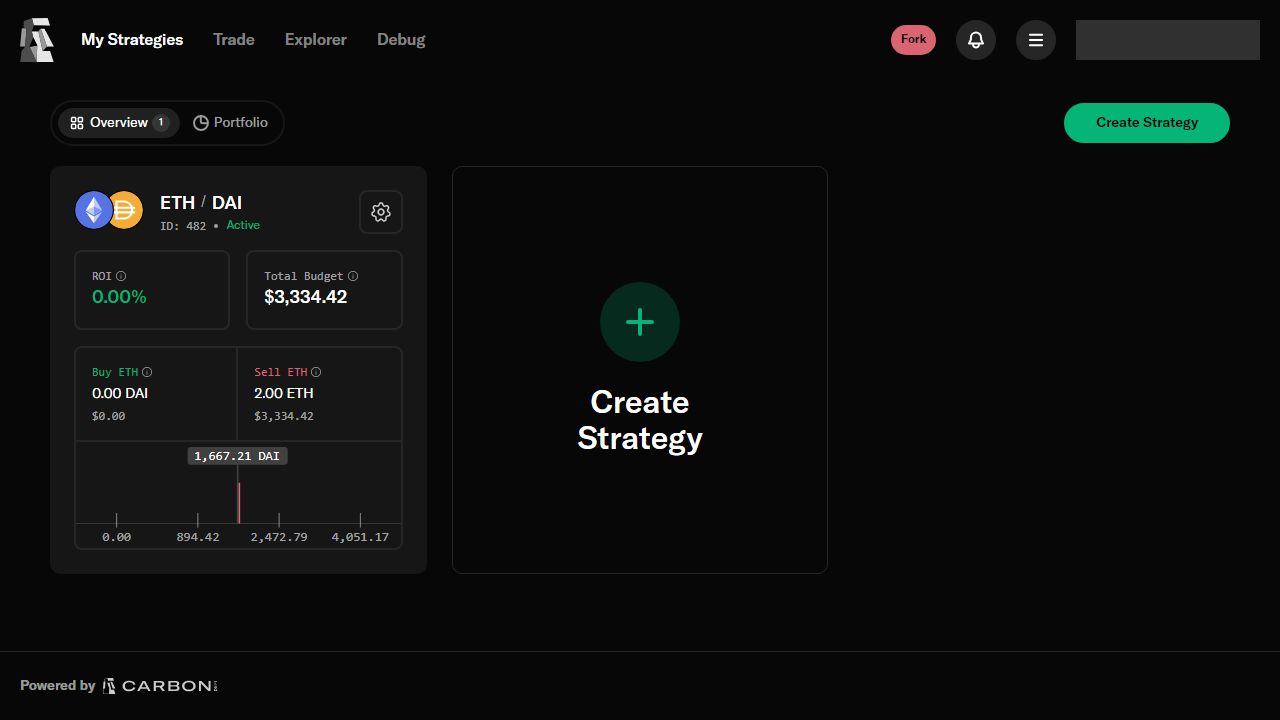 My Strategies
Trade
Explorer
Debug
Fork
Overview 1
Portfolio
Create Strategy
ETH / DAI
ID: 482 • Active
ROI
0.00%
Total Budget
$3,334.42
Buy ETH
0.00 DAI
$0.00
Sell ETH
2.00 ETH
$3,334.42
1,667.21 DAI
0.00
894.42
2,472.79
4,051.17
Create
Strategy
Powered by CARBON